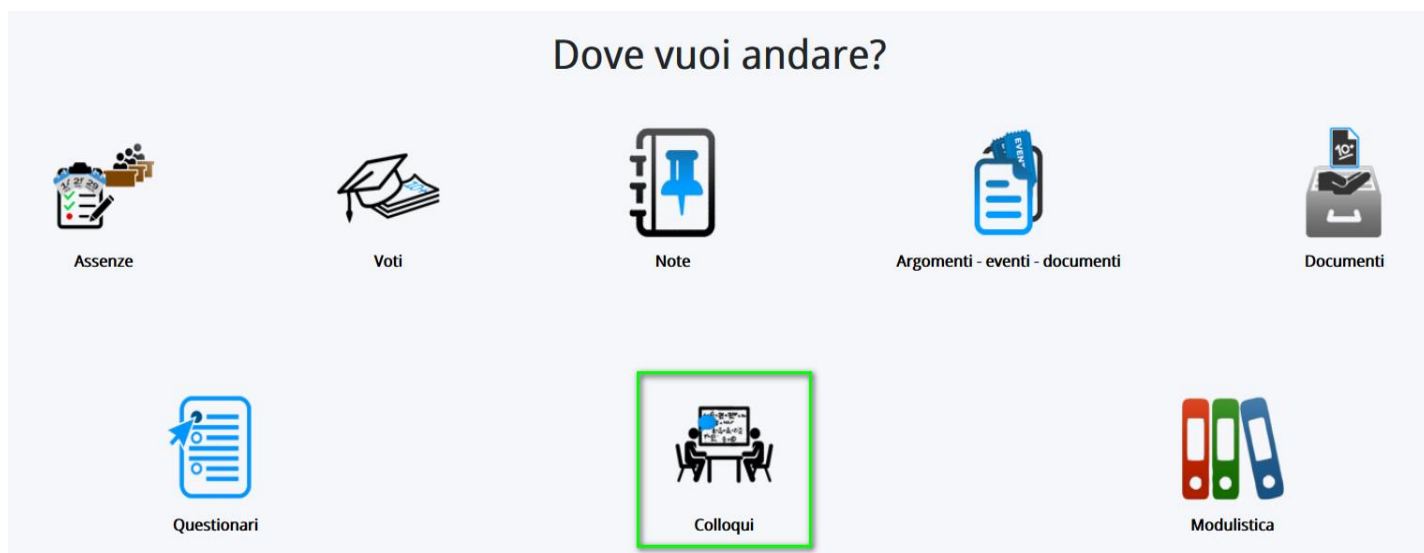 Dove vuoi andare?
Assenze
Voti
Note
Argomenti - eventi - documenti
Documenti
Questionari
Colloqui
Modulistica